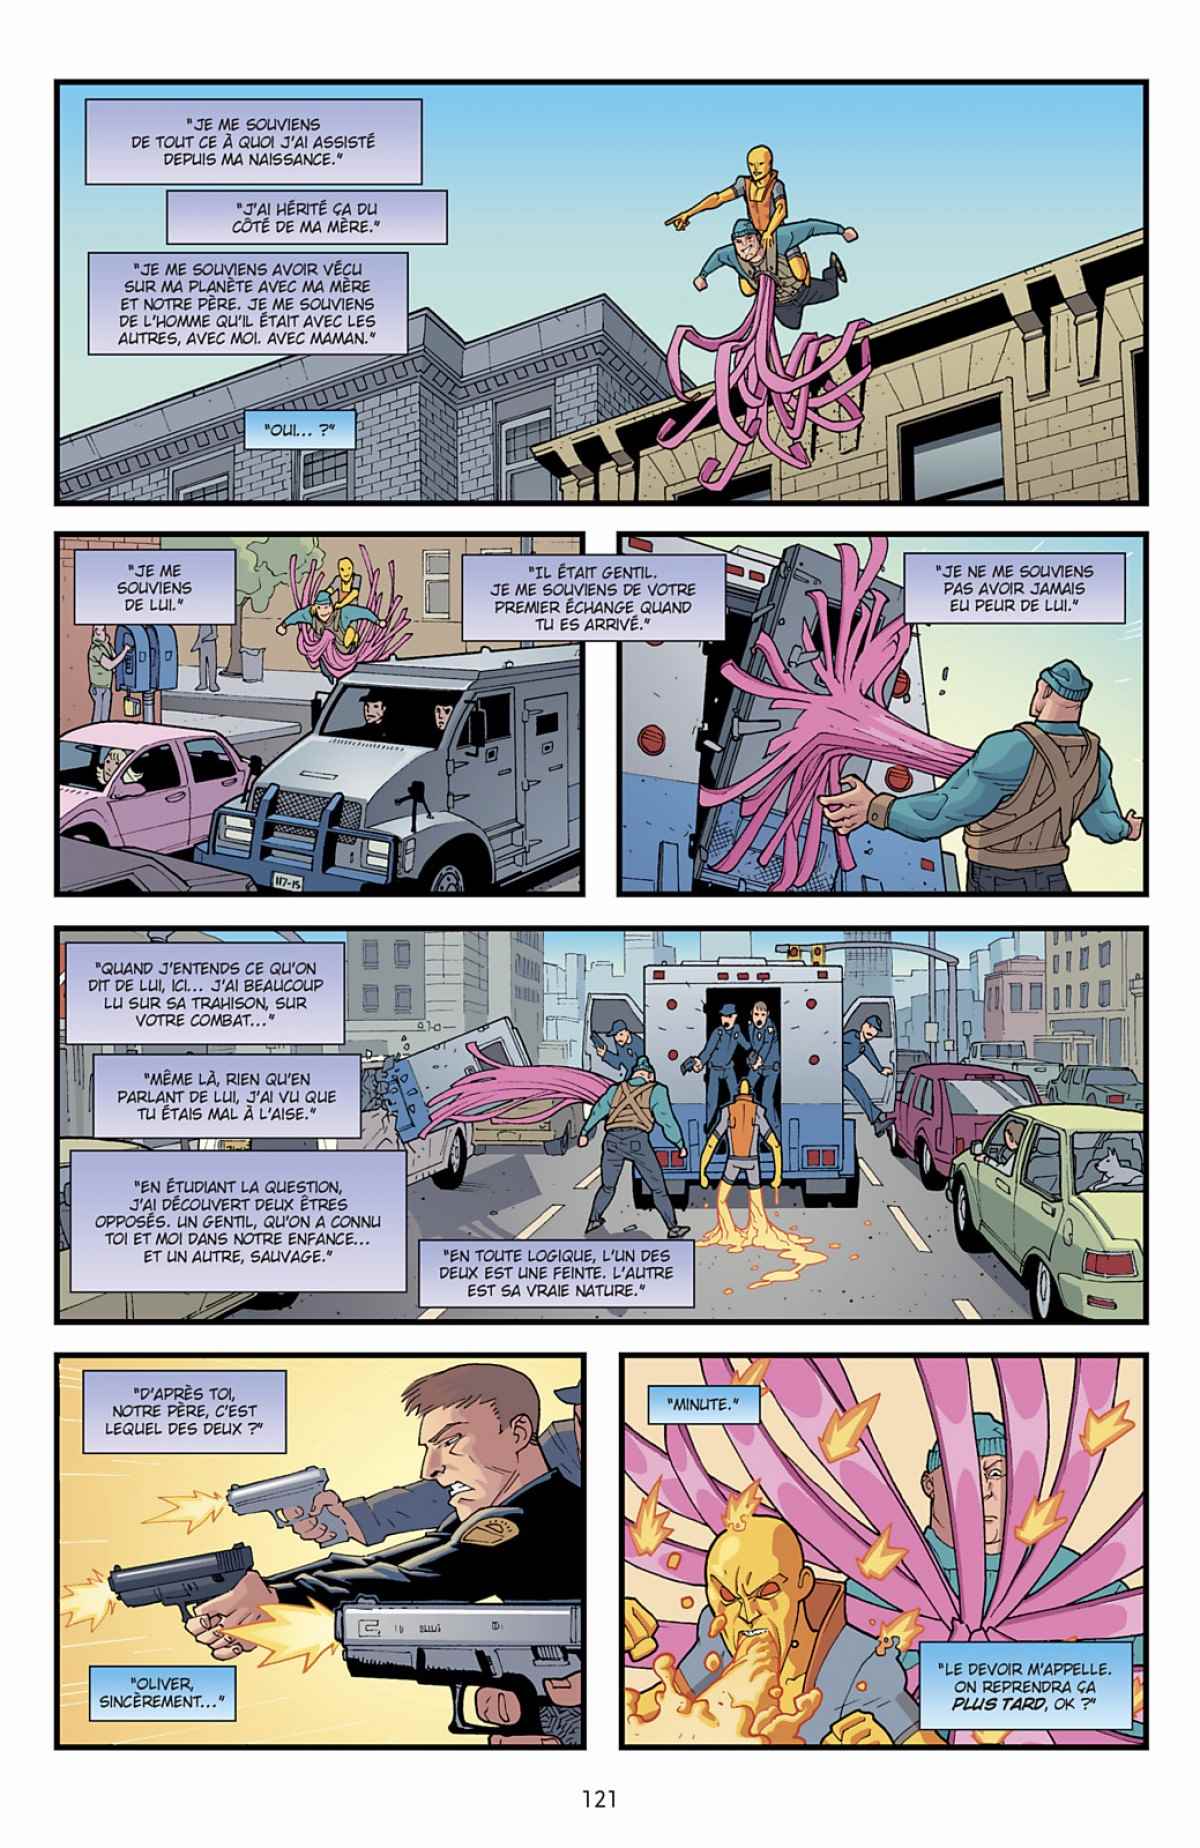 "JE ME SOUVIENS
DE TOUT CE À QUOI J'AI ASSISTÉ
DEPUIS MA NAISSANCE."
"J'AI HÉRITÉ ÇA DU
CÔTÉ DE MA MÈRE."
"JE ME SOUVIENS AVOIR VÉCU
SUR MA PLANÈTE AVEC MA MÈRE
ET NOTRE PÈRE. JE ME SOUVIENS
DE L'HOMME QU'IL ÉTAIT AVEC LES
AUTRES, AVEC MOI. AVEC MAMAN."
"OUI... ?"
"JE ME
SOUVIENS
DE LUI."
"IL ÉTAIT GENTIL.
JE ME SOUVIENS DE VOTRE
PREMIER ÉCHANGE QUAND
TU ES ARRIVÉ."
117-15
"JE NE ME SOUVIENS
PAS AVOIR JAMAIS
EU PEUR DE LUI."
"QUAND J'ENTENDS CE QU'ON
DIT DE LUI, ICI... J'AI BEAUCOUP
LU SUR SA TRAHISON, SUR
VOTRE COMBAT..."
"MÊME LÀ, RIEN QU'EN
PARLANT DE LUI, J'AI VU QUE
TU ÉTAIS MAL À L'AISE."
"EN ÉTUDIANT LA QUESTION,
J'AI DÉCOUVERT DEUX ÊTRES
OPPOSÉS. UN GENTIL, QU'ON A CONNU
TOI ET MOI DANS NOTRE ENFANCE...
ET UN AUTRE, SAUVAGE."
"EN TOUTE LOGIQUE, L'UN DES
DEUX EST UNE FEINTE. L'AUTRE
EST SA VRAIE NATURE."
"D'APRÈS TOI,
NOTRE PÈRE, C'EST
LEQUEL DES DEUX ?"
"OLIVER,
SINCÈREMENT..."
"MINUTE."
"LE DEVOIR M'APPELLE.
ON REPRENDRA ÇA
PLUS TARD, OK ?"
121